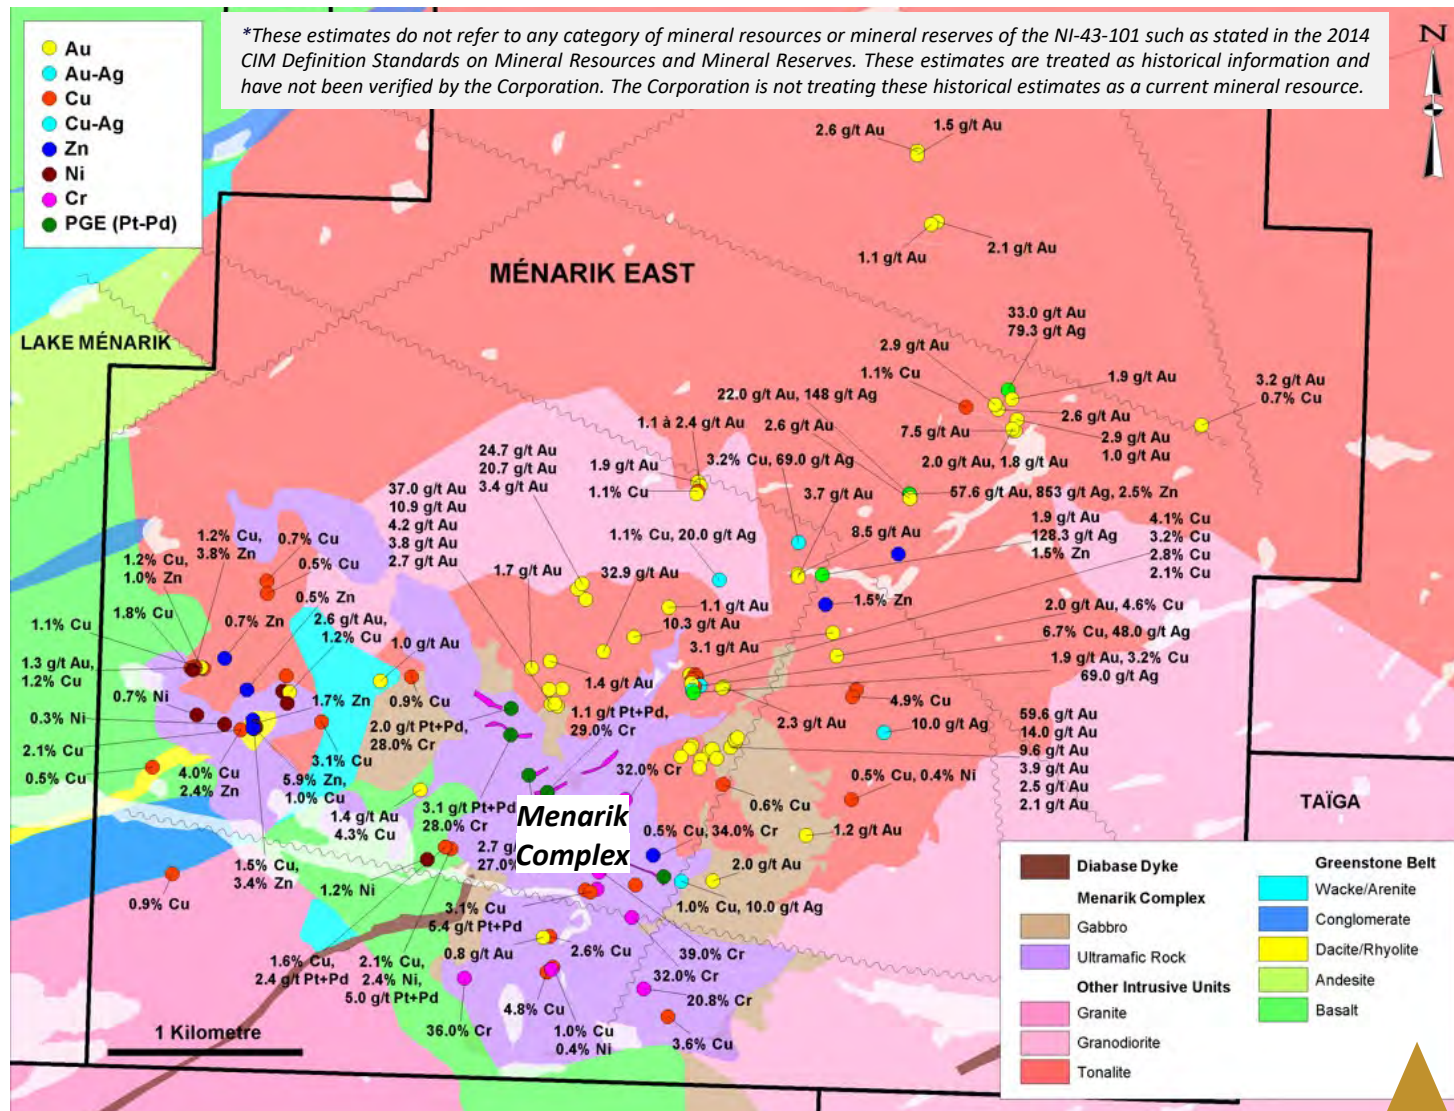 *These estimates do not refer to any category of mineral resources or mineral reserves of the NI-43-101 such as stated in the 2014
CIM Definition Standards on Mineral Resources and Mineral Reserves. These estimates are treated as historical information and
have not been verified by the Corporation. The Corporation is not treating these historical estimates as a current mineral resource.
Au
Au-Ag
Cu
Cu-Ag
Zn
Ni
Cr
PGE (Pt-Pd)
N
2.6 g/t Au
1.5 g/t Au
1.1 g/t Au
2.1 g/t Au
MÉNARIK EAST
LAKE MÉNARIK
33.0 g/t Au
79.3 g/t Ag
2.9 g/t Au
1.1% Cu
1.9 g/t Au
3.2 g/t Au
0.7% Cu
22.0 g/t Au, 148 g/t Ag
2.6 g/t Au
2.6 g/t Au
7.5 g/t Au
2.9 g/t Au
1.0 g/t Au
2.0 g/t Au, 1.8 g/t Au
1.1 à 2.4 g/t Au
3.2% Cu, 69.0 g/t Ag
1.9 g/t Au
1.1% Cu
3.7 g/t Au
57.6 g/t Au, 853 g/t Ag, 2.5% Zn
24.7 g/t Au
20.7 g/t Au
3.4 g/t Au
37.0 g/t Au
10.9 g/t Au
4.2 g/t Au
3.8 g/t Au
2.7 g/t Au
1.1% Cu, 20.0 g/t Ag
8.5 g/t Au
1.9 g/t Au
128.3 g/t Ag
1.5% Zn
4.1% Cu
3.2% Cu
2.8% Cu
2.1% Cu
1.2% Cu,
3.8% Zn
0.7% Cu
1.2% Cu,
1.0% Zn
0.5% Cu
0.5% Zn
1.7 g/t Au
32.9 g/t Au
1.8% Cu
1.1% Cu
0.7% Zn
2.6 g/t Au,
1.2% Cu
1.0 g/t Au
1.1 g/t Au
10.3 g/t Au
3.1 g/t Au
1.5% Zn
2.0 g/t Au, 4.6% Cu
6.7% Cu, 48.0 g/t Ag
1.9 g/t Au, 3.2% Cu
69.0 g/t Ag
1.3 g/t Au,
1.2% Cu
0.7% Ni
0.3% Ni
2.1% Cu
0.5% Cu
1.7% Zn
0.9% Cu
1.4 g/t Au
2.0 g/t Pt+Pd,
28.0% Cr
1.1 g/t Pt+Pd,
29.0% Cr
2.3 g/t Au
4.9% Cu
10.0 g/t Ag
59.6 g/t Au
14.0 g/t Au
9.6 g/t Au
3.9 g/t Au
2.5 g/t Au
2.1 g/t Au
4.0% Cu
2.4% Zn
3.1% Cu
5.9% Zn,
1.0% Cu
32.0% Cr
0.5% Cu, 0.4% Ni
0.6% Cu
TAÏGA
1.4 g/t Au
4.3% Cu
3.1 g/t Pt+Pd
28.0% Cr
Menarik
Complex
2.7 g/
27.0%
0.5% Cu, 34.0% Cr
1.2 g/t Au
1.5% Cu,
3.4% Zn
1.2% Ni
2.0 g/t Au
0.9% Cu
3.1% Cu
5.4 g/t Pt+Pd
1.0% Cu, 10.0 g/t Ag
0.8 g/t Au
2.6% Cu
39.0% Cr
32.0% Cr
20.8% Cr
1.6% Cu,
2.4 g/t Pt+Pd
2.1% Cu,
2.4% Ni,
5.0 g/t Pt+Pd
36.0% Cr
4.8% Cu
1.0% Cu
0.4% Ni
3.6% Cu
1 Kilometre
Diabase Dyke
Menarik Complex
Gabbro
Ultramafic Rock
Other Intrusive Units
Granite
Granodiorite
Tonalite
Greenstone Belt
Wacke/Arenite
Conglomerate
Dacite/Rhyolite
Andesite
Basalt